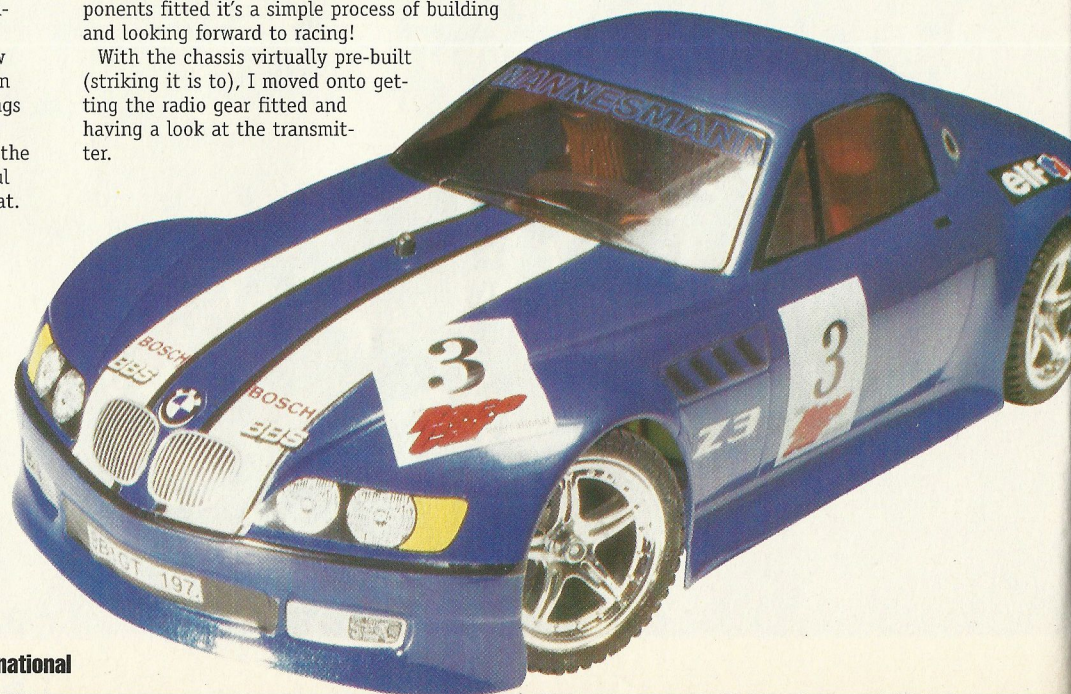 ponents fitted it's a simple process of building
and looking forward to racing!
With the chassis virtually pre-built
(striking it is to), I moved onto get-
ting the radio gear fitted and
having a look at the transmit-
ter.
the
at.
MANNESMANN
elf
BOSCH
BBS
BOSCH
BBS
3
3
Z3
B GT 197
national